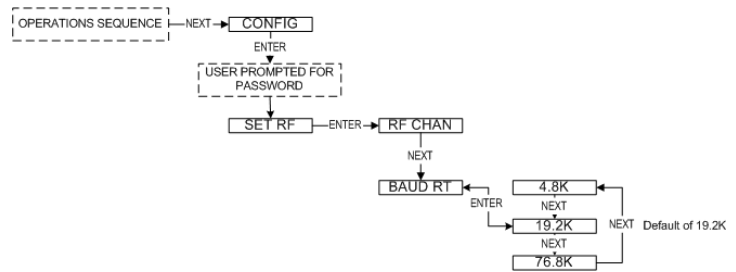 OPERATIONS SEQUENCE
NEXT
CONFIG
ENTER
USER PROMPTED FOR
PASSWORD
SET RF
ENTER
RF CHAN
NEXT
BAUD RT
ENTER
4.8K
NEXT
19.2K
NEXT
76.8K
NEXT
Default of 19.2K